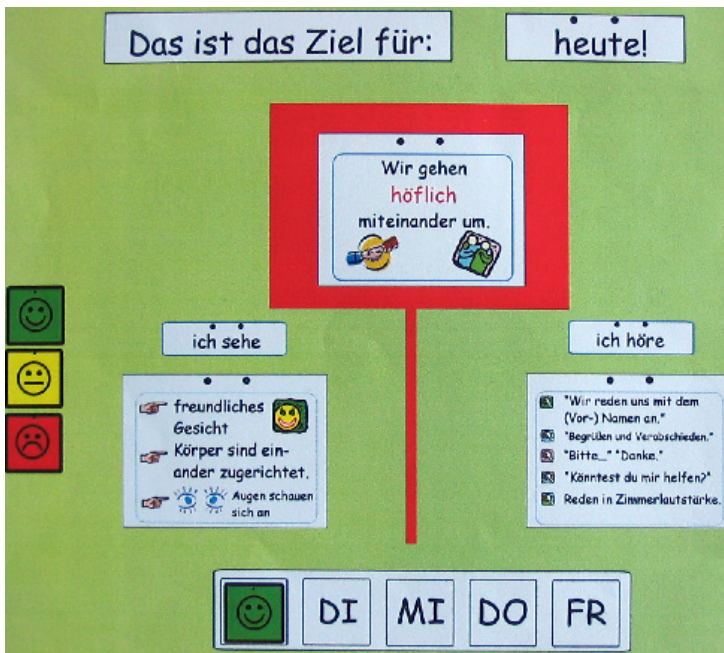 Das ist das Ziel für:
heute!
Wir gehen
höflich
miteinander um.
ich sehe
freundliches
Gesicht
Körper sind ein-
ander zugerichtet.
Augen schauen
sich an
ich höre
"Wir reden uns mit dem
(Vor-) Namen an."
"Begrüßen und Verabschieden."
"Bitte..." "Danke."
"Könntest du mir helfen?"
Reden in Zimmerlautstärke.
DI MI DO FR